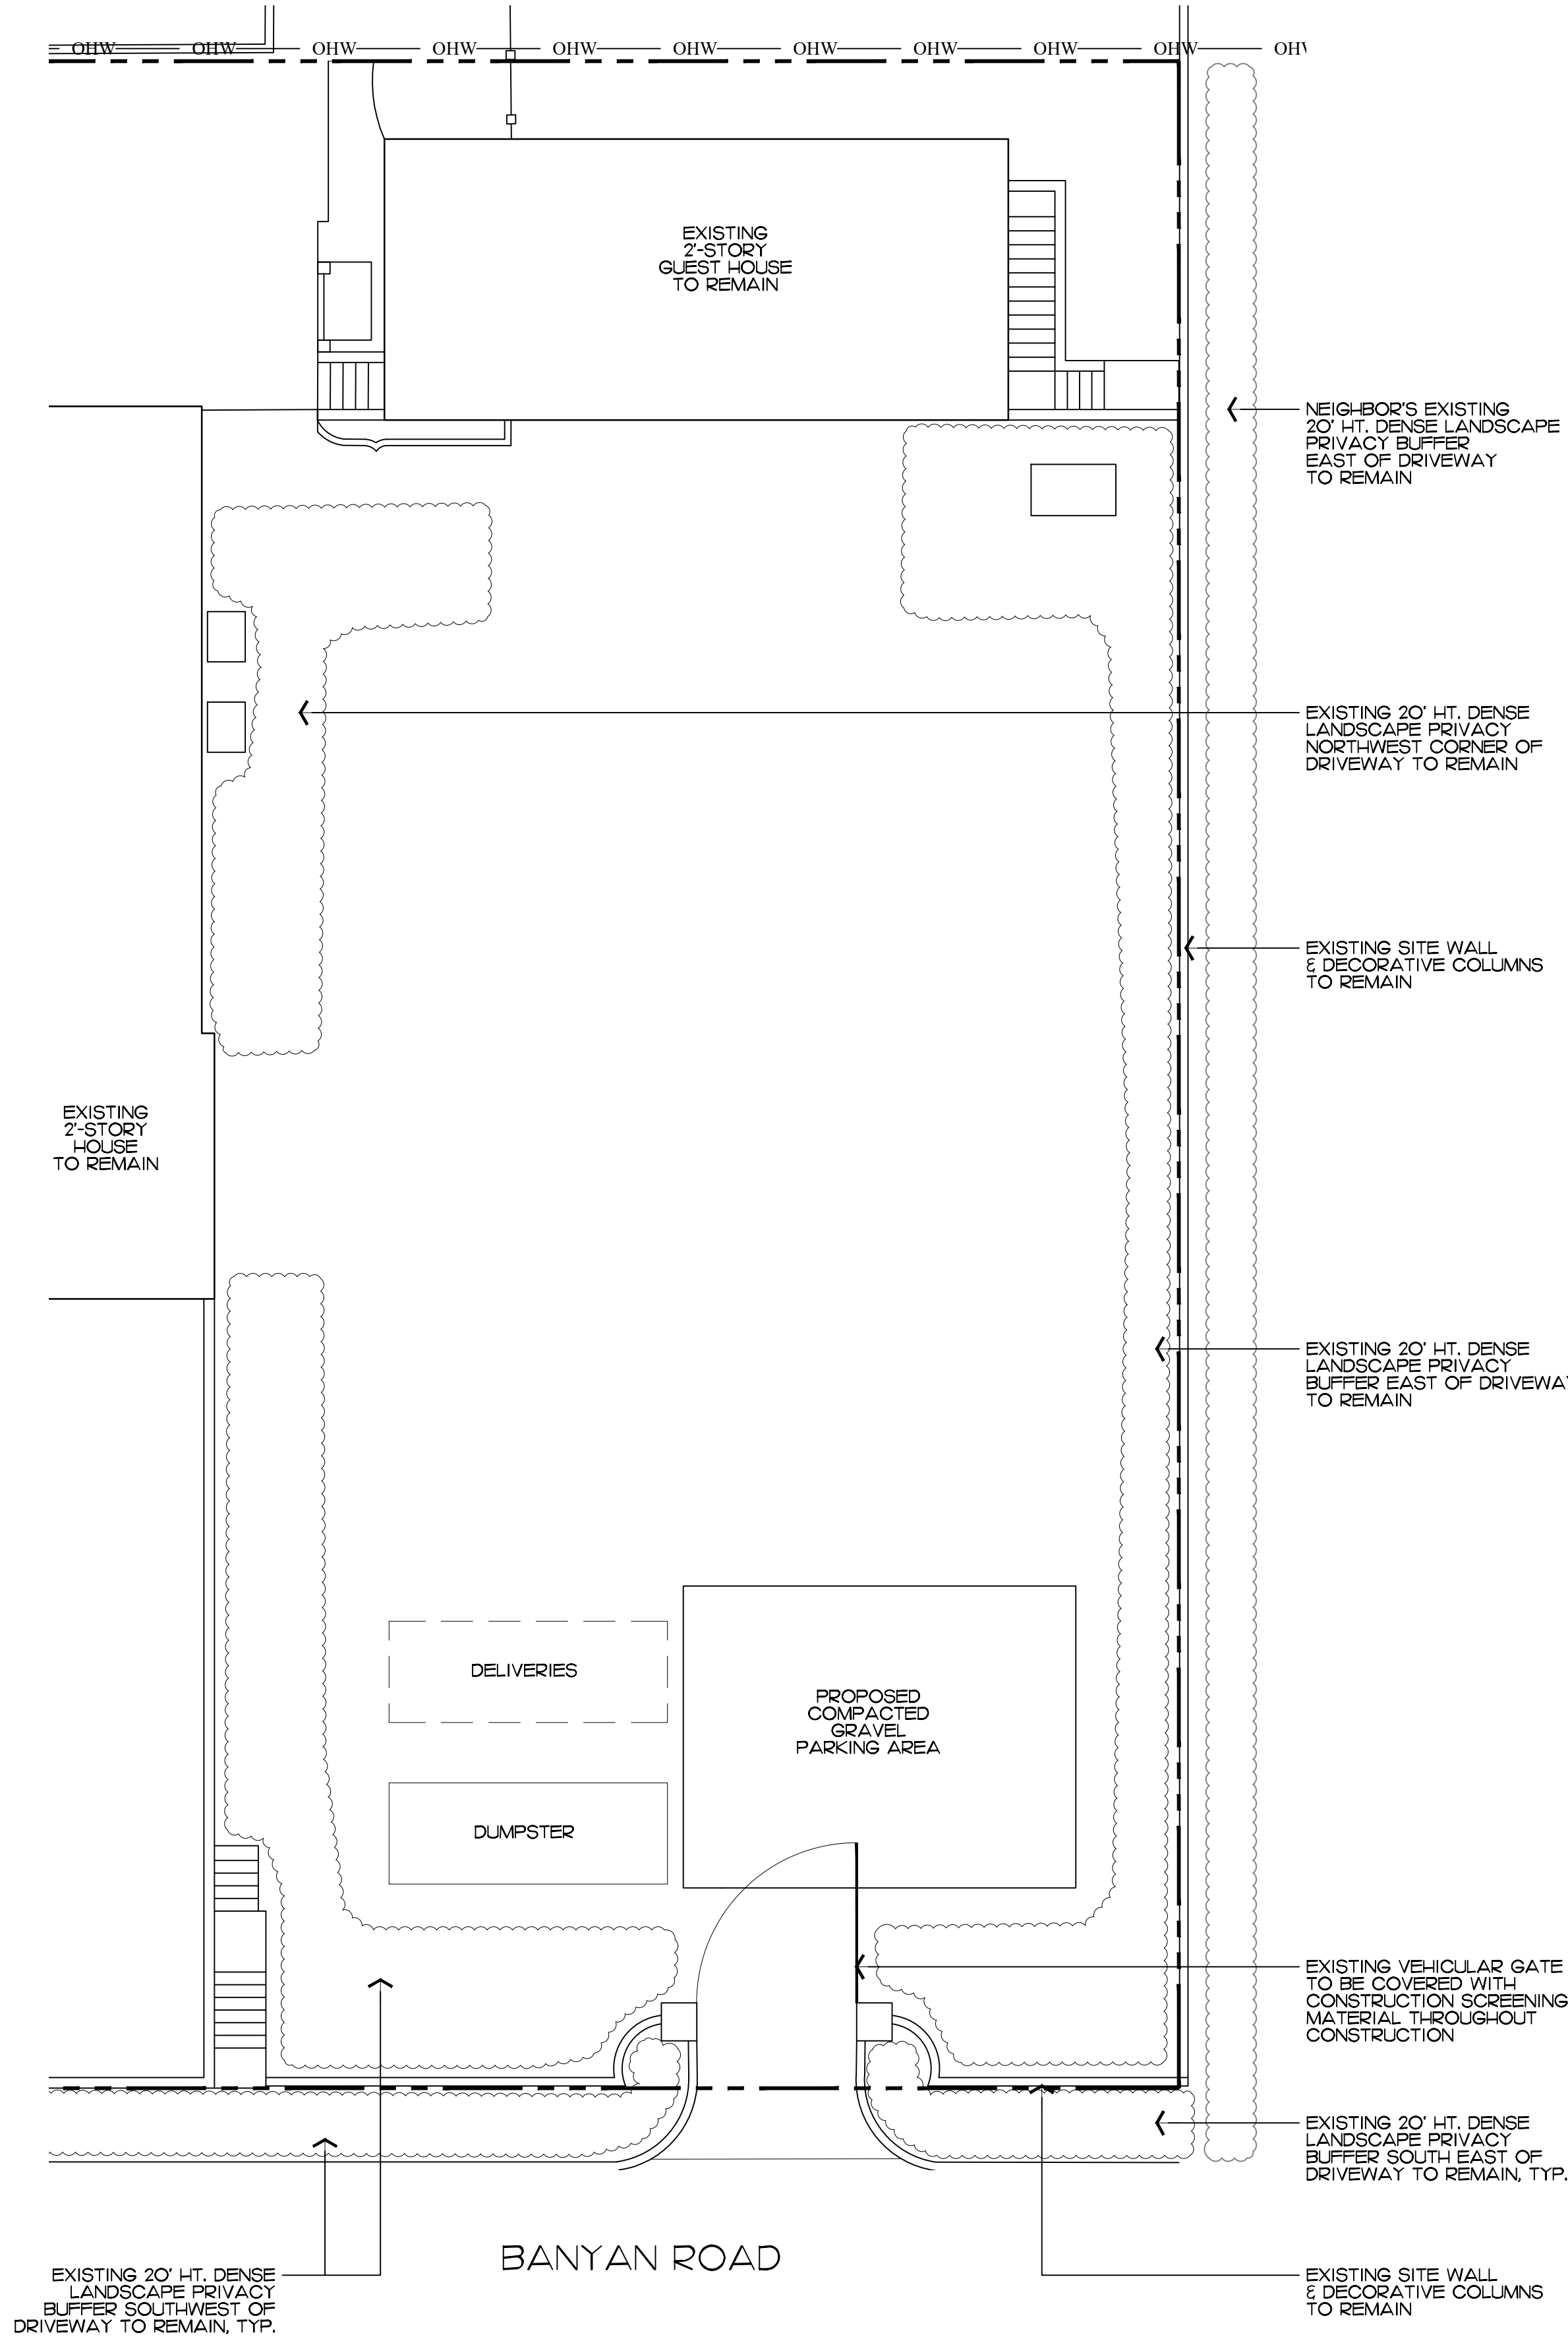 OHW OHW OHW OHW OHW OHW OHW OHW OHW OHW
EXISTING
2'-STORY
GUEST HOUSE
TO REMAIN
NEIGHBOR'S EXISTING
20' HT. DENSE LANDSCAPE
PRIVACY BUFFER
EAST OF DRIVEWAY
TO REMAIN
EXISTING 20' HT. DENSE
LANDSCAPE PRIVACY
NORTHWEST CORNER OF
DRIVEWAY TO REMAIN
EXISTING SITE WALL
& DECORATIVE COLUMNS
TO REMAIN
EXISTING
2'-STORY
HOUSE
TO REMAIN
EXISTING 20' HT. DENSE
LANDSCAPE PRIVACY
BUFFER EAST OF DRIVEWAY
TO REMAIN
DELIVERIES
PROPOSED
COMPACTED
GRAVEL
PARKING AREA
DUMPSTER
EXISTING VEHICULAR GATE
TO BE COVERED WITH
CONSTRUCTION SCREENING
MATERIAL THROUGHOUT
CONSTRUCTION
EXISTING 20' HT. DENSE
LANDSCAPE PRIVACY
BUFFER SOUTH EAST OF
DRIVEWAY TO REMAIN, TYP.
BANYAN ROAD
EXISTING 20' HT. DENSE
LANDSCAPE PRIVACY
BUFFER SOUTHWEST OF
DRIVEWAY TO REMAIN, TYP.
EXISTING SITE WALL
& DECORATIVE COLUMNS
TO REMAIN